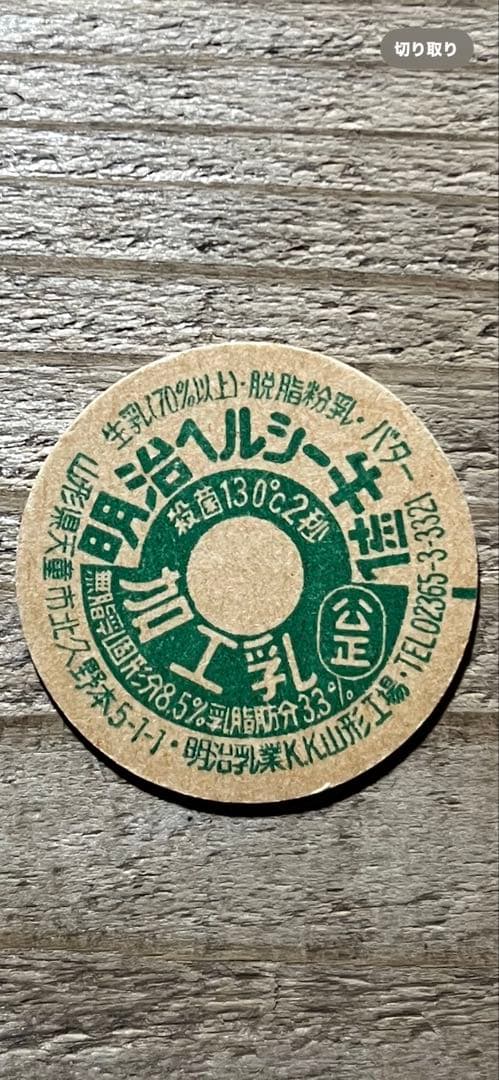 切り取り
生乳(70%以上)・脱脂粉乳・バター
明治ヘルシー牛乳
殺菌130℃2秒
加工乳
公正
無脂乳固形分8.5%乳脂肪分3.3%
山形県天童市北久野本5-1-1・明治乳業K.K.山形工場・TEL02365-3-3321